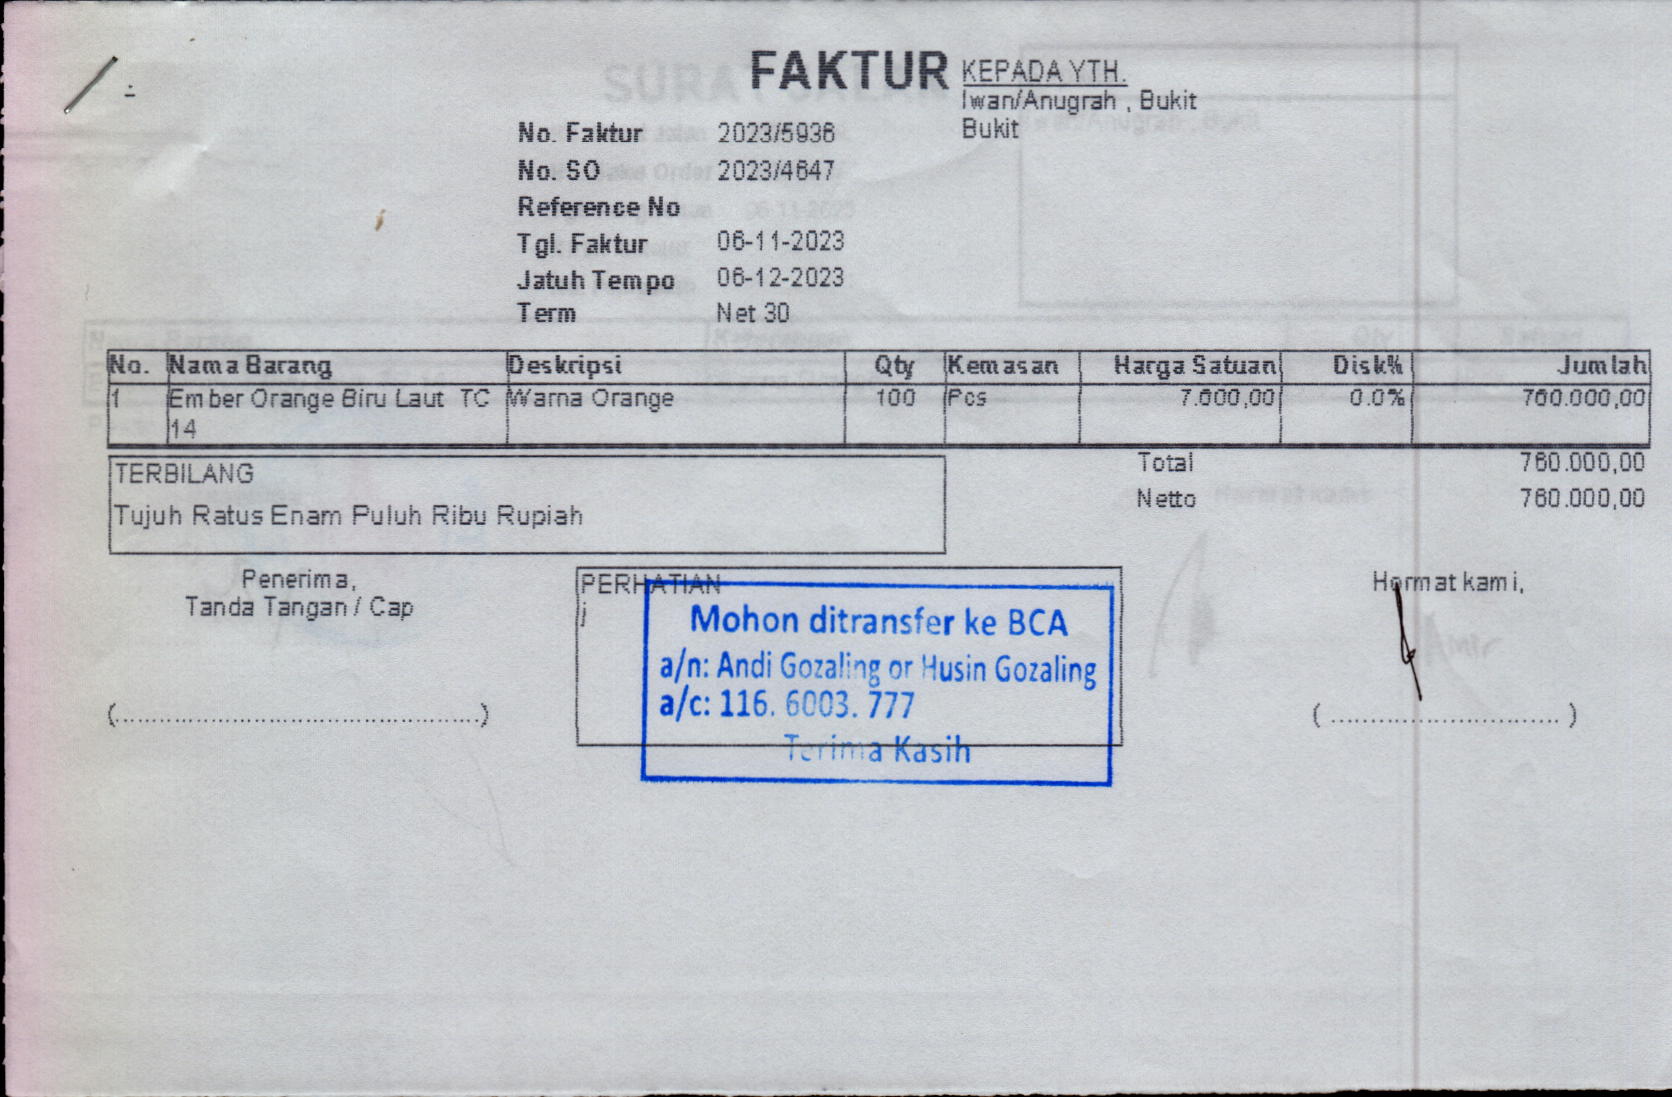 FAKTUR
KEPADA YTH.
Iwan/Anugrah , Bukit
Bukit
No. Faktur 2023/5936
No. SO 2023/4647
Reference No
Tgl. Faktur 06-11-2023
Jatuh Tempo 06-12-2023
Term Net 30
No. Nama Barang Deskripsi Qty Kemasan Harga Satuan Disk% Jumlah
1 Ember Orange Biru Laut TC Warna Orange 100 Pcs 7.600,00 0.0% 760.000,00
14
TERBILANG
Tujuh Ratus Enam Puluh Ribu Rupiah
Total 760.000,00
Netto 760.000,00
Penerima,
Tanda Tangan / Cap
(................................................)
PERHATIAN
j
Mohon ditransfer ke BCA
a/n: Andi Gozaling or Husin Gozaling
a/c: 116. 6003. 777
Terima Kasih
Hormat kami,
( .............................. )